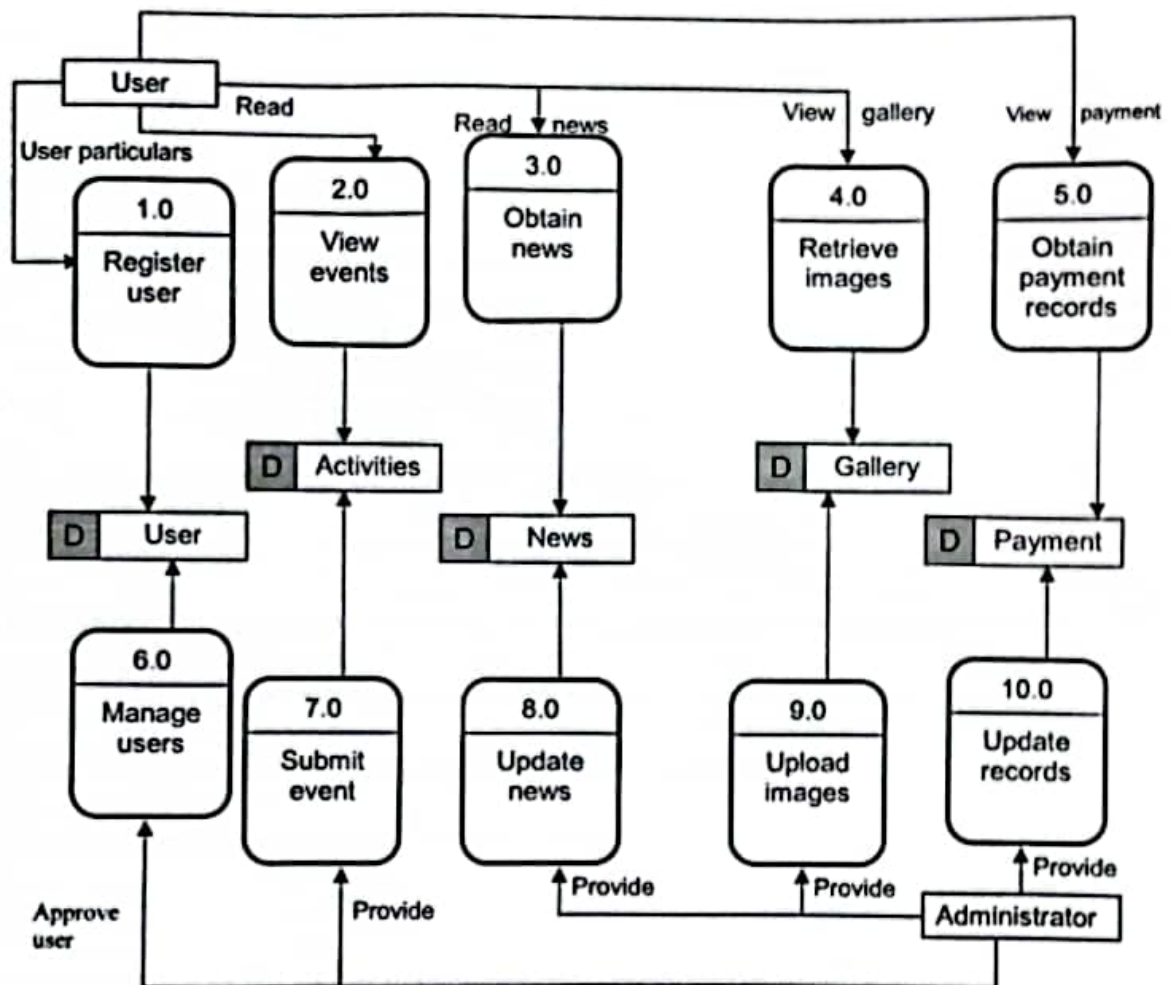 User
Read
User particulars
Read news
View gallery
View payment
1.0
Register
user
2.0
View
events
3.0
Obtain
news
4.0
Retrieve
images
5.0
Obtain
payment
records
D Activities
D Gallery
D User
D News
D Payment
6.0
Manage
users
7.0
Submit
event
8.0
Update
news
9.0
Upload
images
10.0
Update
records
Approve
user
Provide
Provide
Provide
Provide
Administrator